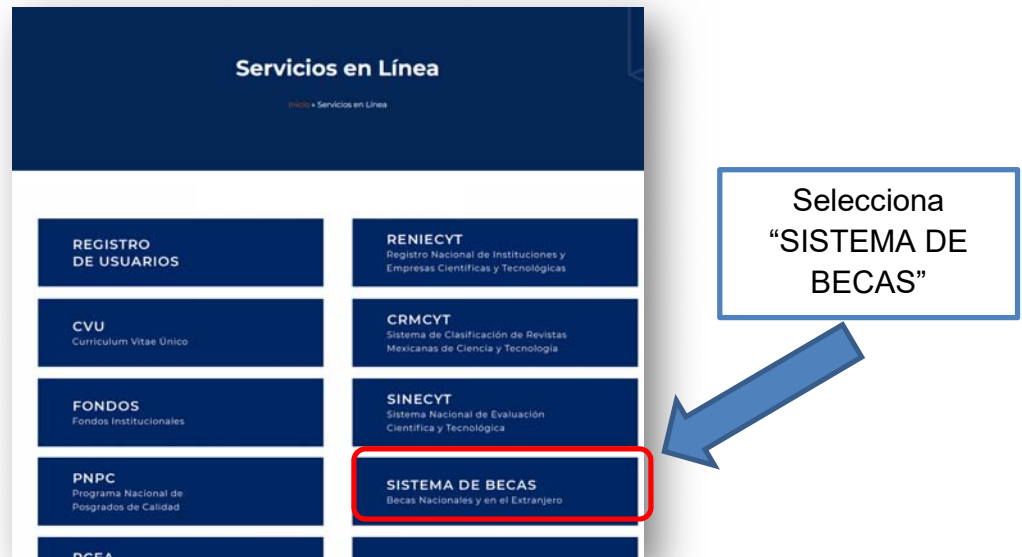 Servicios en Línea
Inicio » Servicios en Línea
REGISTRO
DE USUARIOS
RENIECYT
Registro Nacional de Instituciones y
Empresas Científicas y Tecnológicas
CVU
Curriculum Vitae Único
CRMCYT
Sistema de Clasificación de Revistas
Mexicanas de Ciencia y Tecnología
FONDOS
Fondos Institucionales
SINECYT
Sistema Nacional de Evaluación
Científica y Tecnológica
PNPC
Programa Nacional de
Posgrados de Calidad
SISTEMA DE BECAS
Becas Nacionales y en el Extranjero
Selecciona
“SISTEMA DE
BECAS”